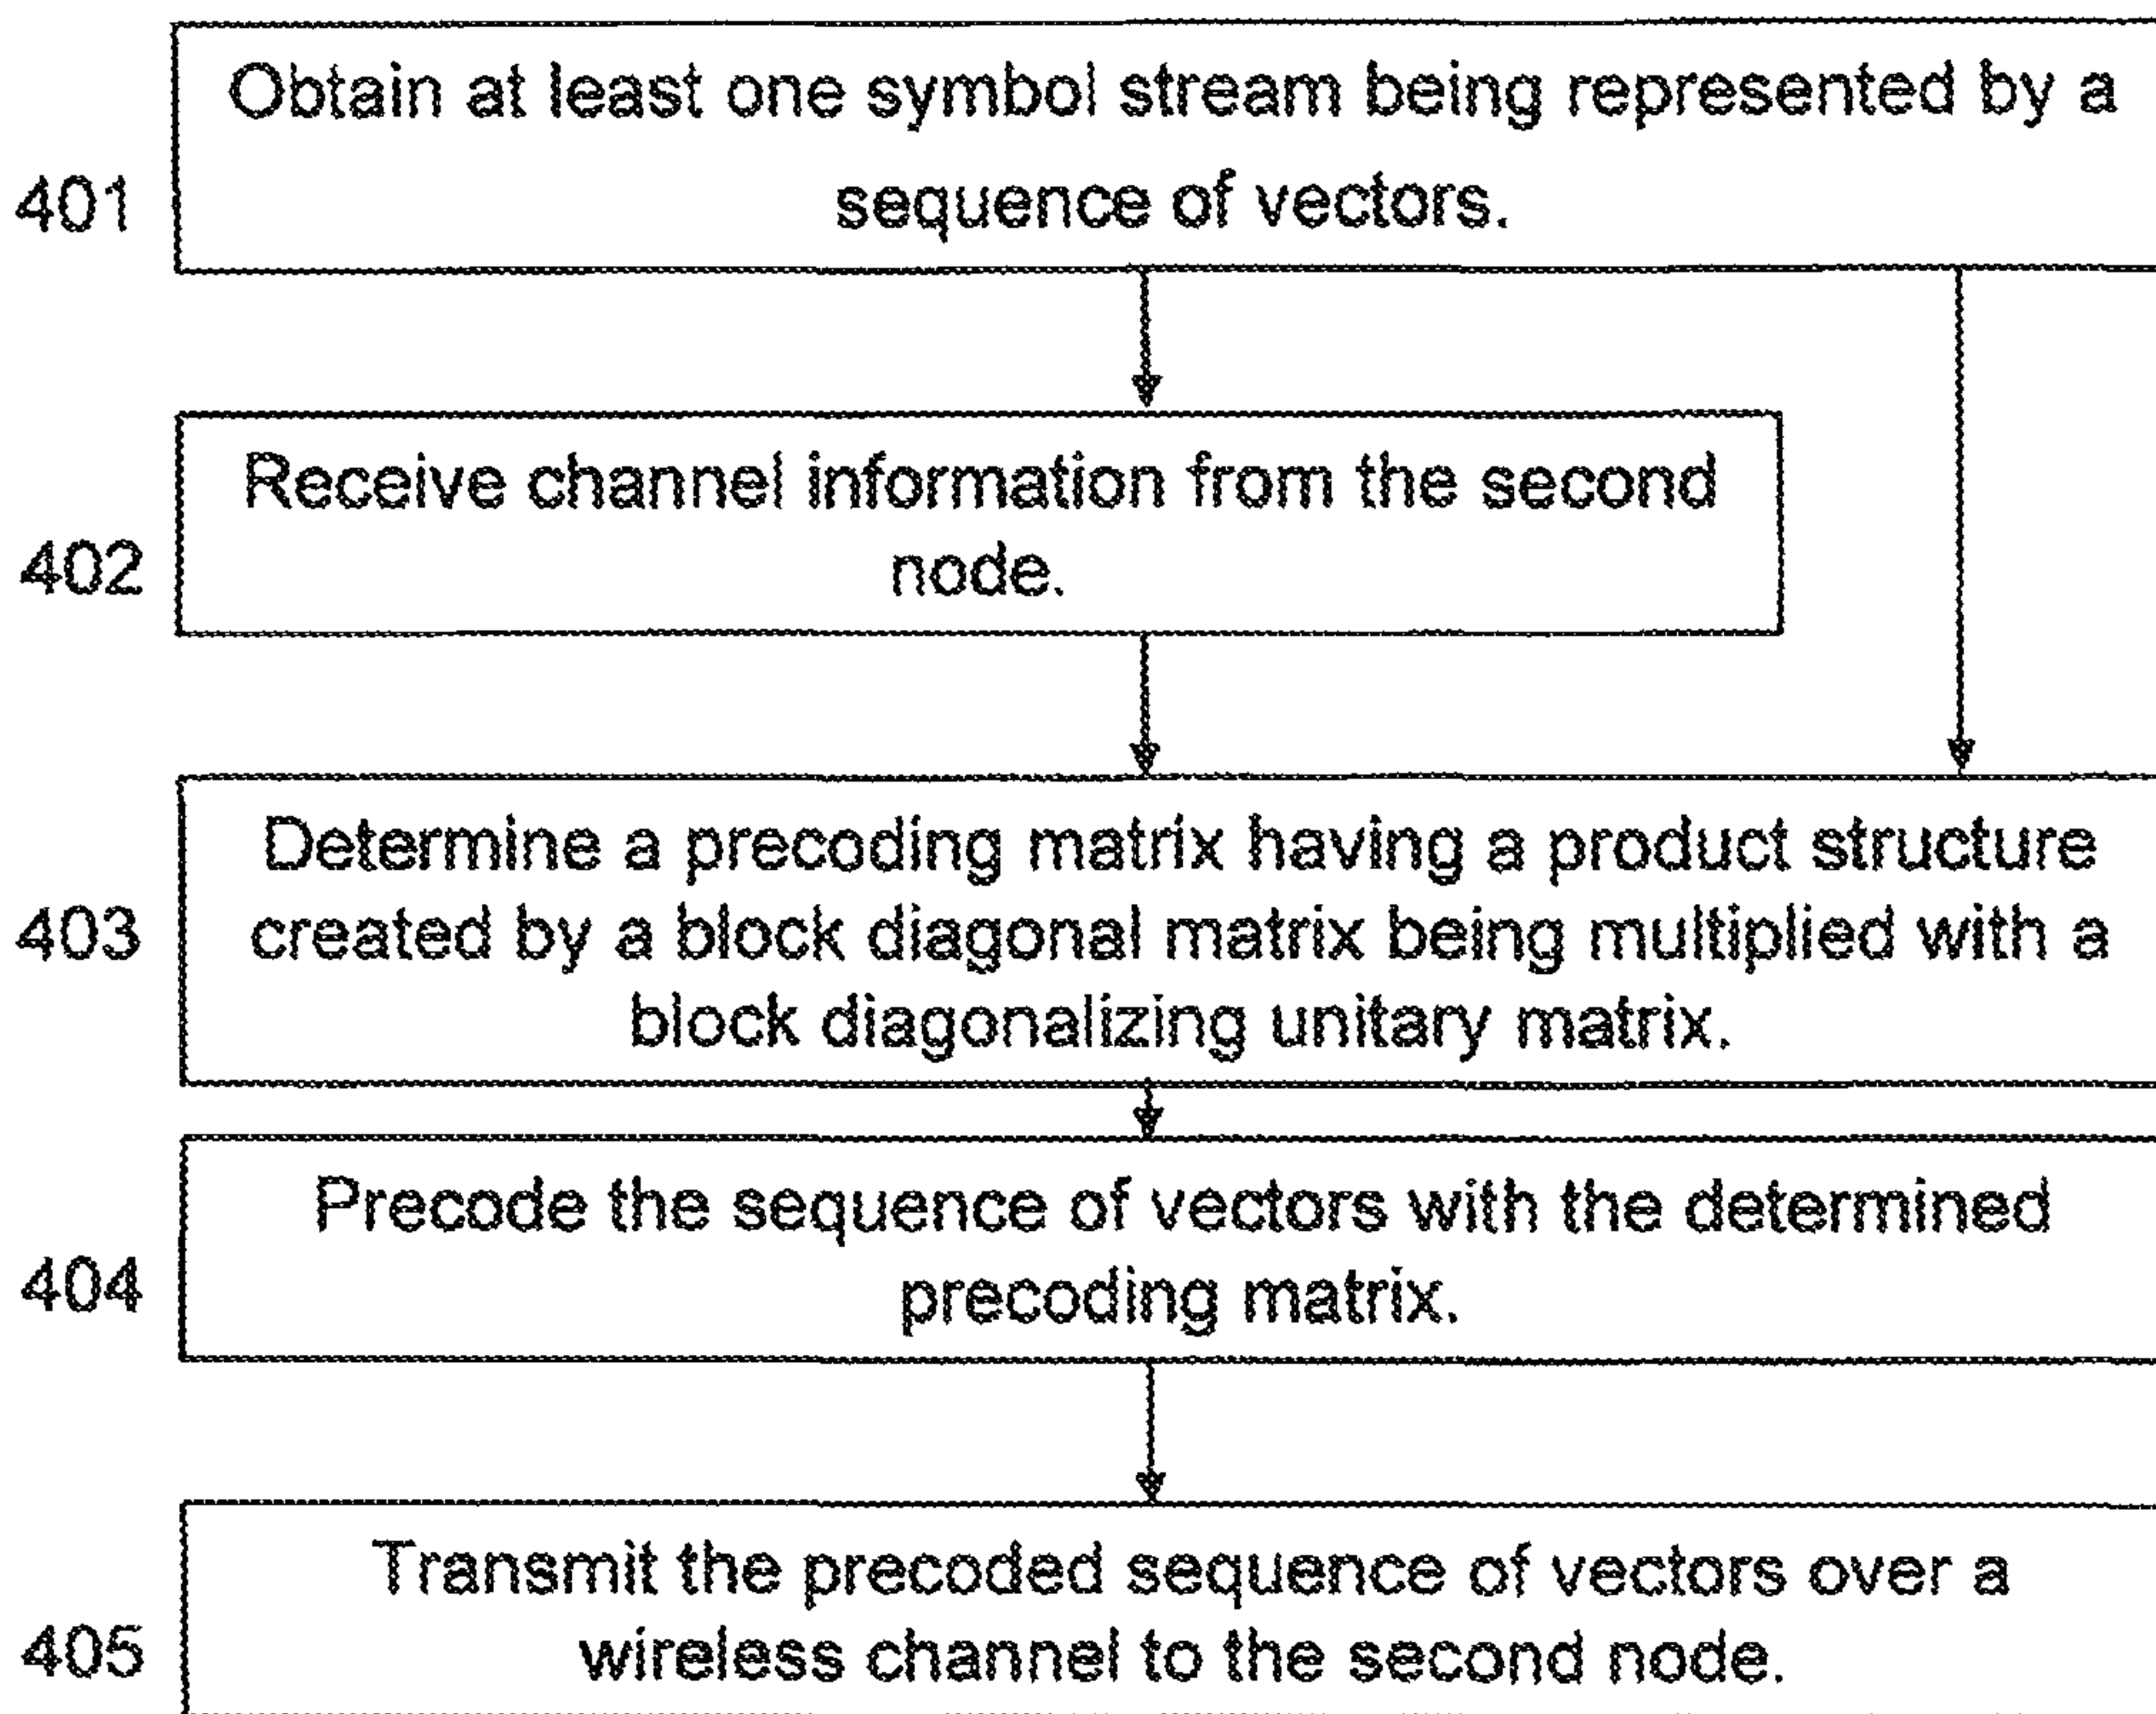 Obtain at least one symbol stream being represented by a
401
sequence of vectors.
Receive channel information from the second
402
node.
Determine a precoding matrix having a product structure
403
created by a block diagonal matrix being multiplied with a
block diagonalizing unitary matrix.
Precode the sequence of vectors with the determined
404
precoding matrix.
Transmit the precoded sequence of vectors over a
405
wireless channel to the second node.